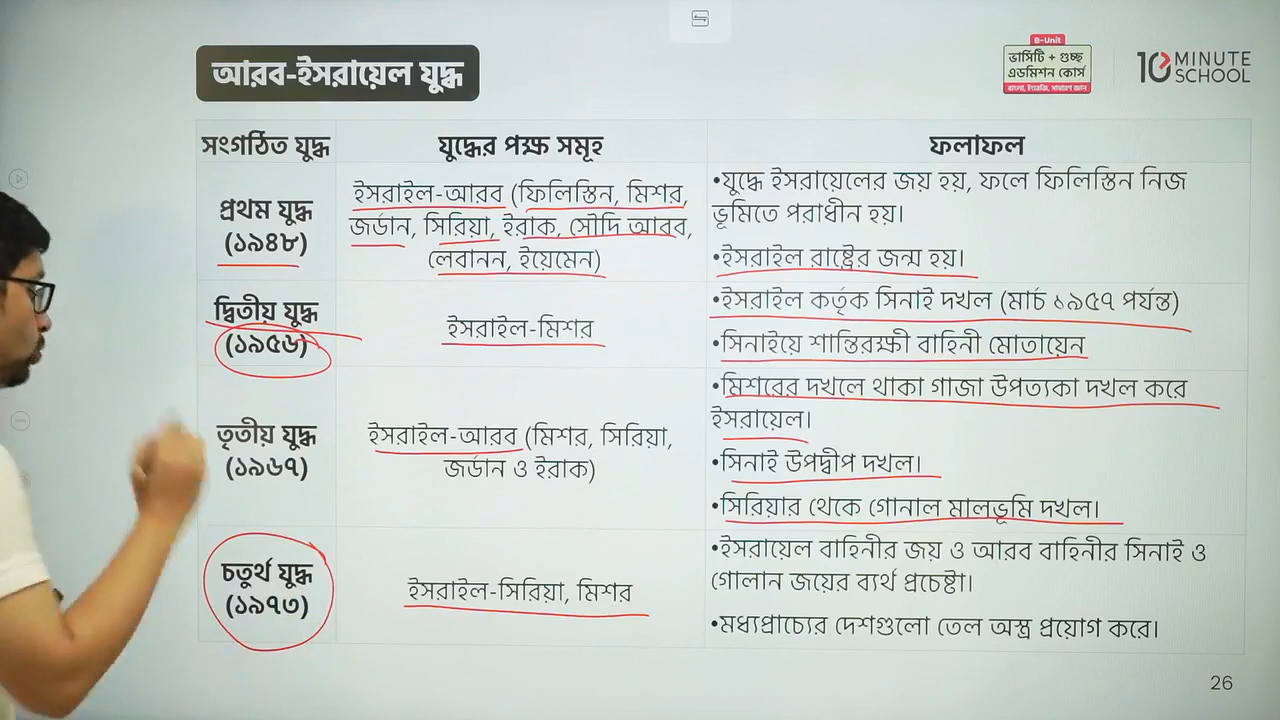 আরব-ইসরায়েল যুদ্ধ
B-Unit
ভার্সিটি + গুচ্ছ
এডমিশন কোর্স
বাংলা, ইংরেজি, সাধারণ জ্ঞান
10 MINUTE SCHOOL
সংগঠিত যুদ্ধ
যুদ্ধের পক্ষ সমূহ
ফলাফল
প্রথম যুদ্ধ
(১৯৪৮)
ইসরাইল-আরব (ফিলিস্তিন, মিশর,
জর্ডান, সিরিয়া, ইরাক, সৌদি আরব,
লেবানন, ইয়েমেন)
•যুদ্ধে ইসরায়েলের জয় হয়, ফলে ফিলিস্তিন নিজ
ভূমিতে পরাধীন হয়।
•ইসরাইল রাষ্ট্রের জন্ম হয়।
দ্বিতীয় যুদ্ধ
(১৯৫৬)
ইসরাইল-মিশর
•ইসরাইল কর্তৃক সিনাই দখল (মার্চ ১৯৫৭ পর্যন্ত)
•সিনাইয়ে শান্তিরক্ষী বাহিনী মোতায়েন
তৃতীয় যুদ্ধ
(১৯৬৭)
ইসরাইল-আরব (মিশর, সিরিয়া,
জর্ডান ও ইরাক)
•মিশরের দখলে থাকা গাজা উপত্যকা দখল করে
ইসরায়েল।
•সিনাই উপদ্বীপ দখল।
•সিরিয়ার থেকে গোনাল মালভূমি দখল।
চতুর্থ যুদ্ধ
(১৯৭৩)
ইসরাইল-সিরিয়া, মিশর
•ইসরায়েল বাহিনীর জয় ও আরব বাহিনীর সিনাই ও
গোলান জয়ের ব্যর্থ প্রচেষ্টা।
•মধ্যপ্রাচ্যের দেশগুলো তেল অস্ত্র প্রয়োগ করে।
26